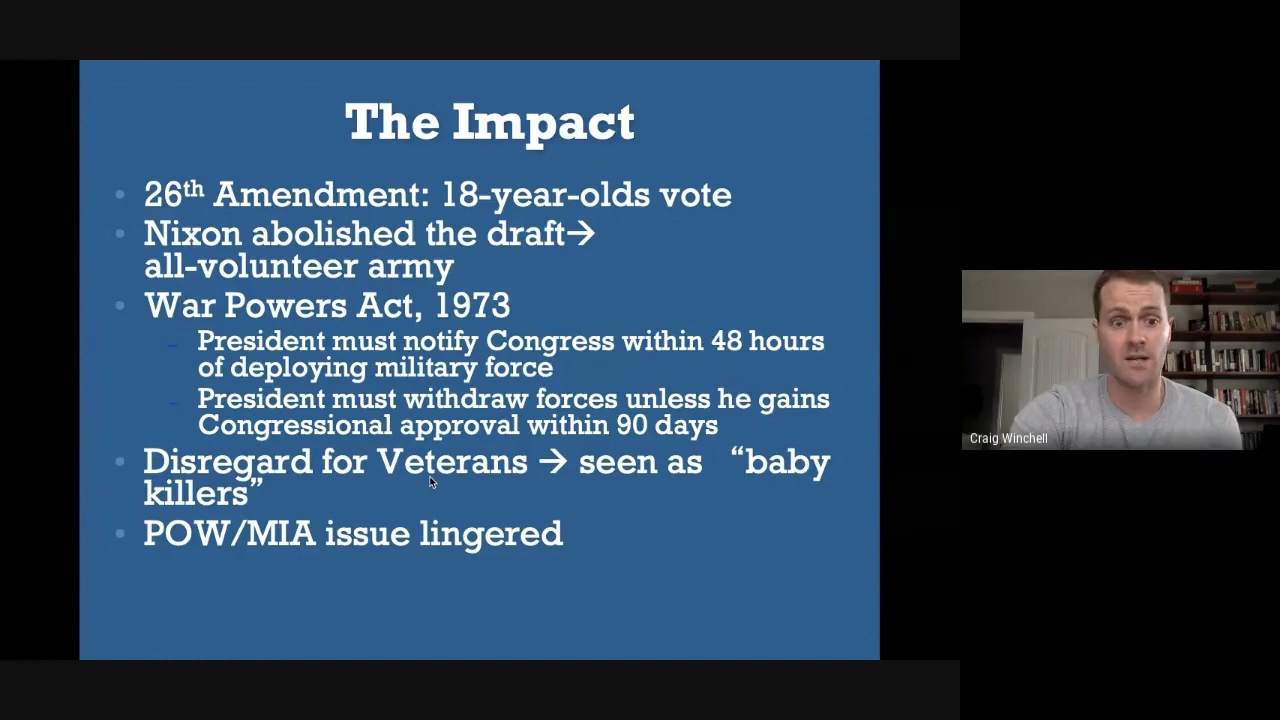 The Impact
26th Amendment: 18-year-olds vote
Nixon abolished the draft→
all-volunteer army
War Powers Act, 1973
President must notify Congress within 48 hours
of deploying military force
President must withdraw forces unless he gains
Congressional approval within 90 days
Disregard for Veterans → seen as “baby
killers”
POW/MIA issue lingered
Craig Winchell